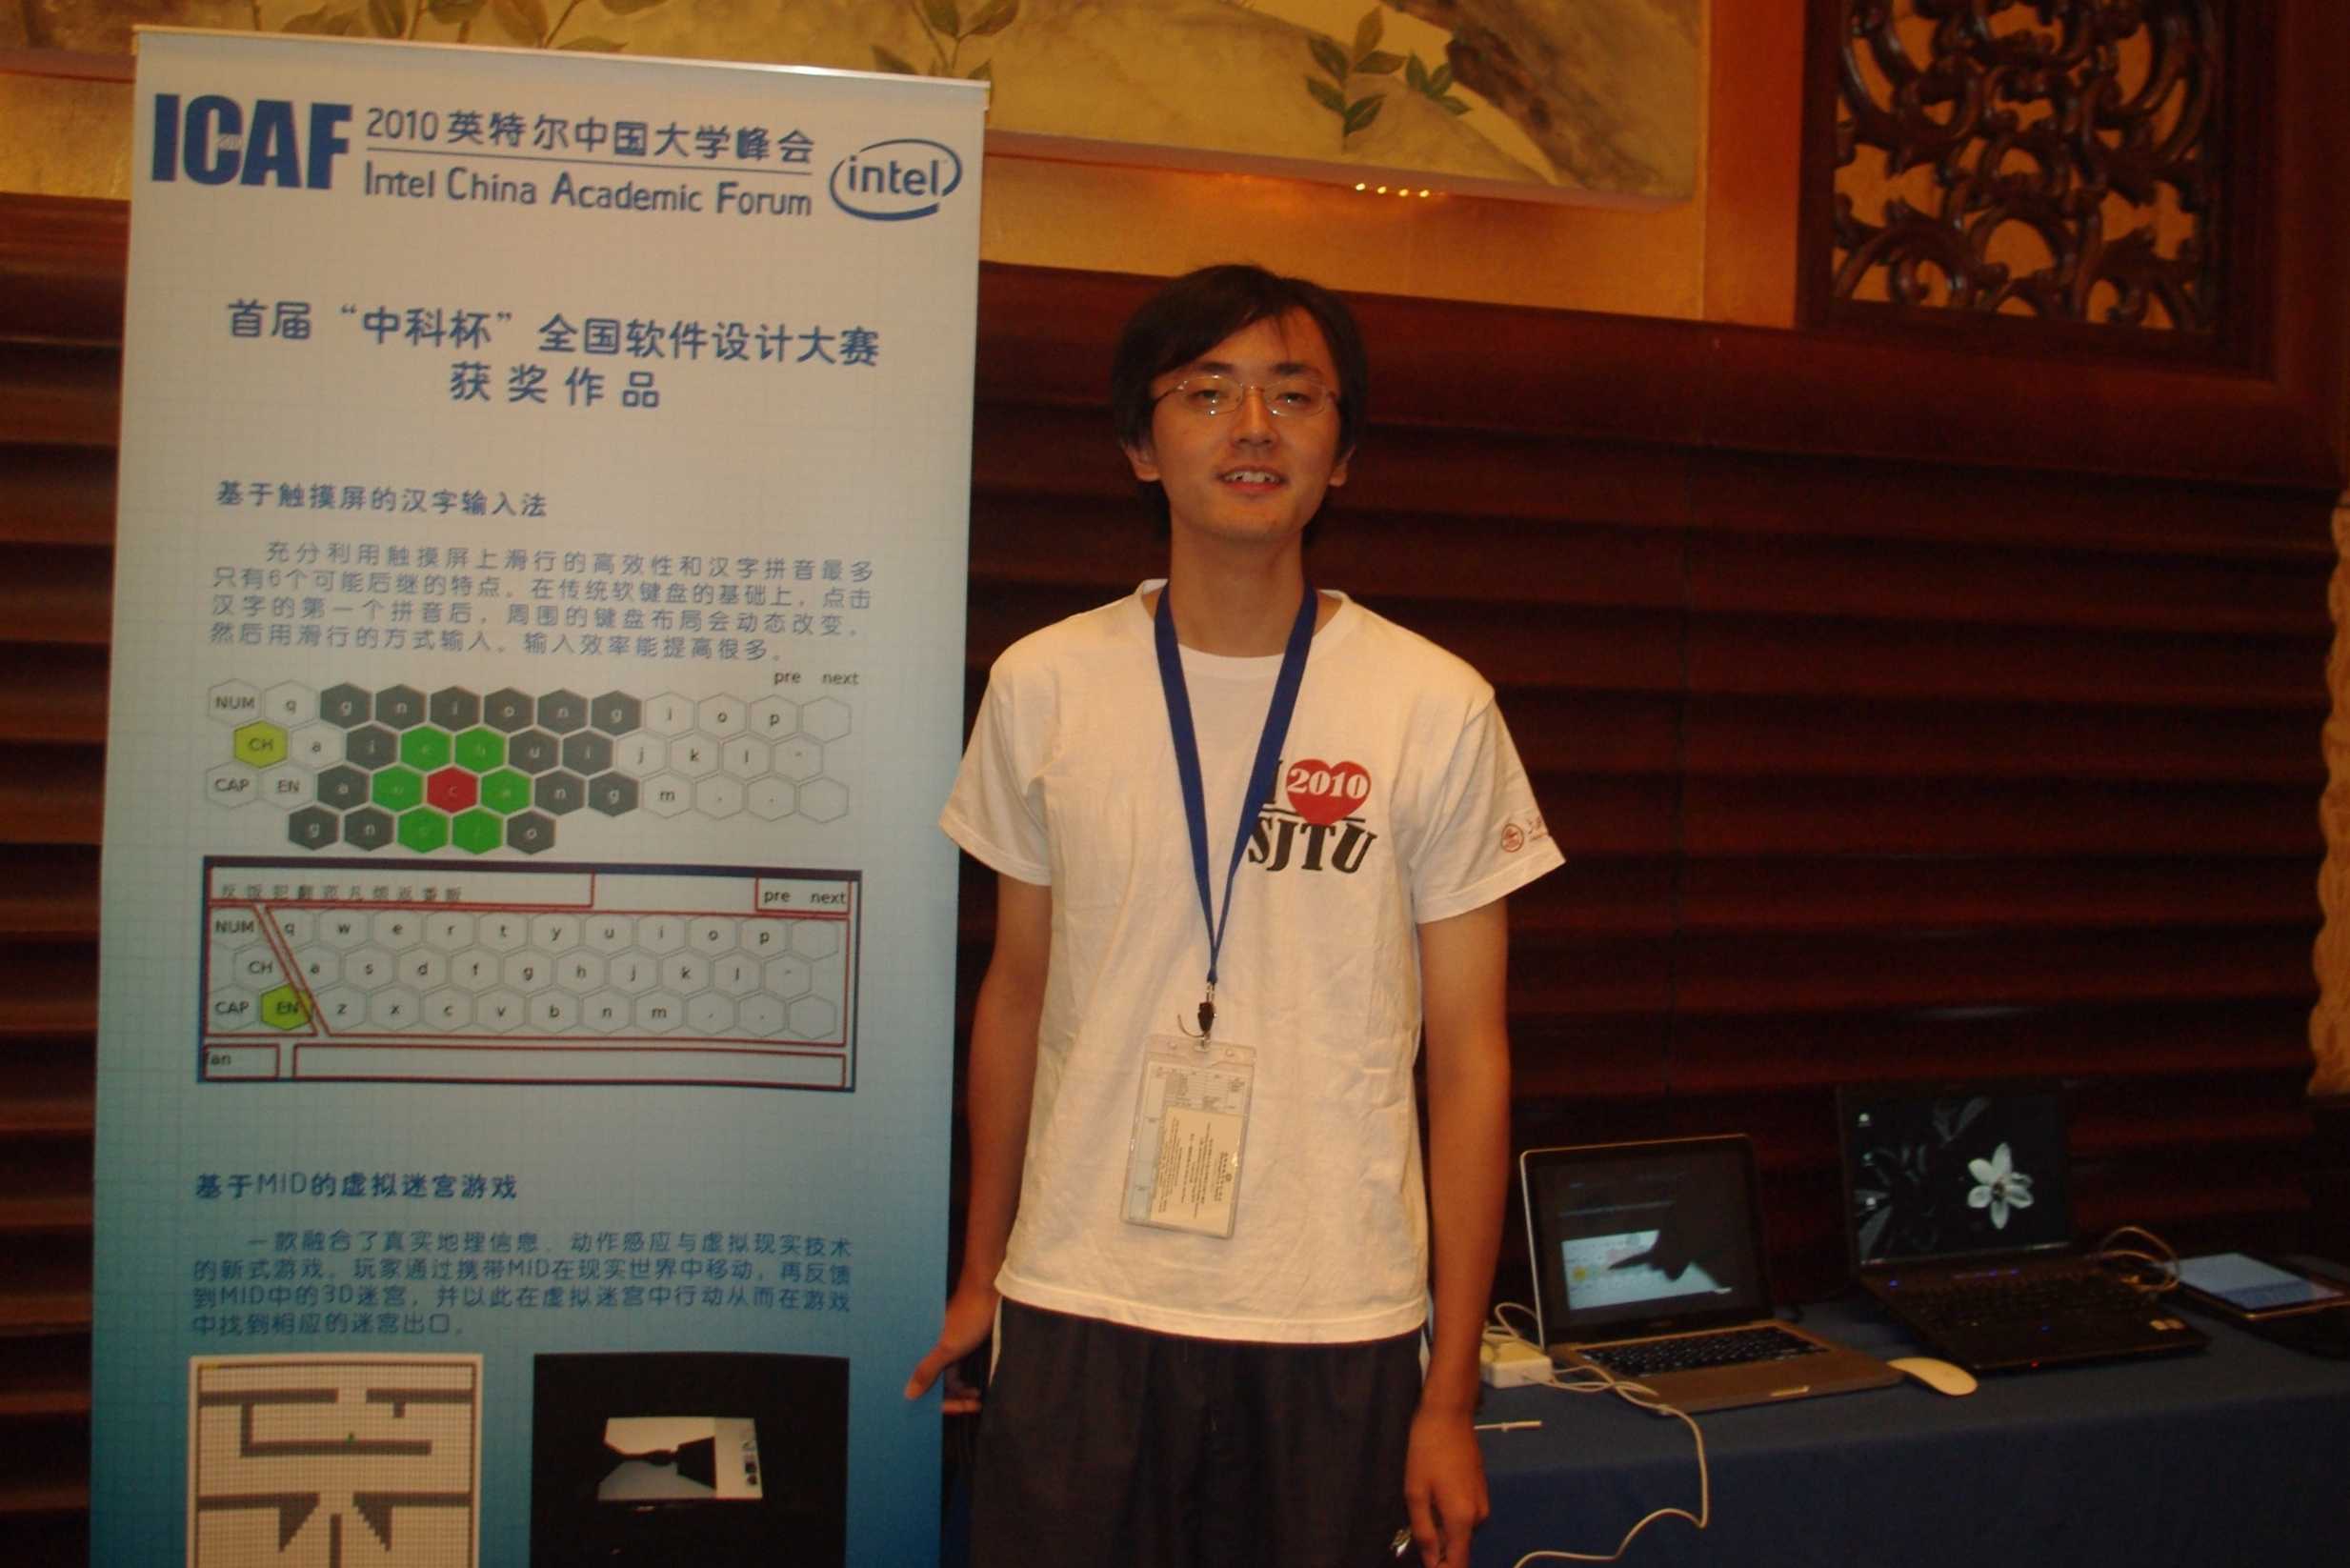 ICAF
2010英特尔中国大学峰会
Intel China Academic Forum
intel
首届“中科杯”全国软件设计大赛
获奖作品
基于触摸屏的汉字输入法
充分利用触摸屏上滑行的高效性和汉字拼音最多
只有6个可能后继的特点。在传统软键盘的基础上，点击
汉字的第一个拼音后，周围的键盘布局会动态改变。
然后用滑行的方式输入。输入效率能提高很多。
pre next
NUM q g n i o n g i o p
CH a i e h u i j k l -
CAP EN a u c a n g m , .
g n o
pre next
NUM q w e r t y u i o p
CH a s d f g h j k l -
CAP EN z x c v b n m , .
fan
基于MID的虚拟迷宫游戏
一款融合了真实地理信息、动作感应与虚拟现实技术
的新式游戏。玩家通过携带MID在现实世界中移动，再反馈
到MID中的3D迷宫，并以此在虚拟迷宫中行动从而在游戏
中找到相应的迷宫出口。
I 2010
SJTU